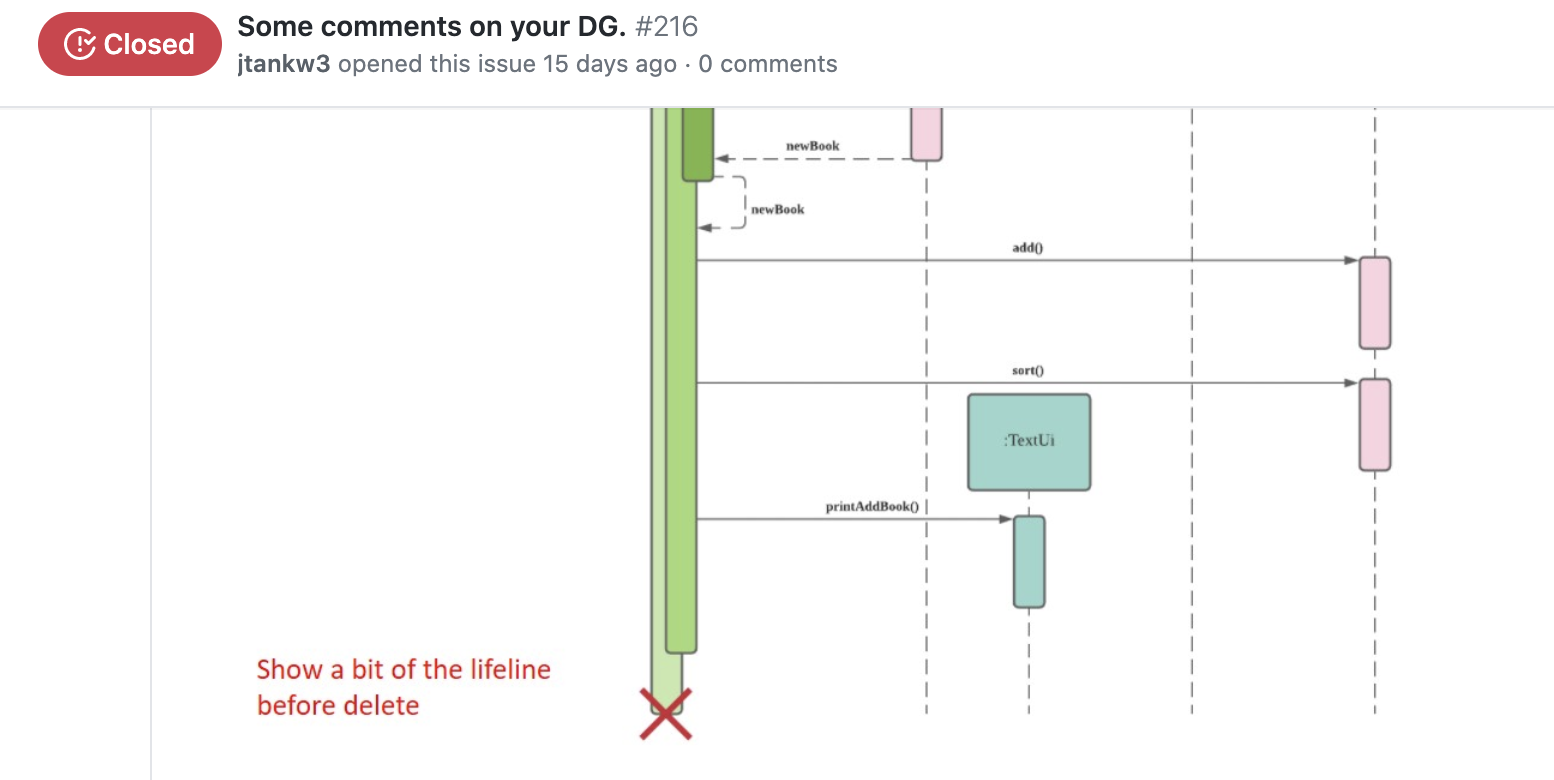 Closed
Some comments on your DG. #216
jtankw3 opened this issue 15 days ago · 0 comments
newBook
newBook
add()
sort()
:TextUi
printAddBook()
Show a bit of the lifeline
before delete